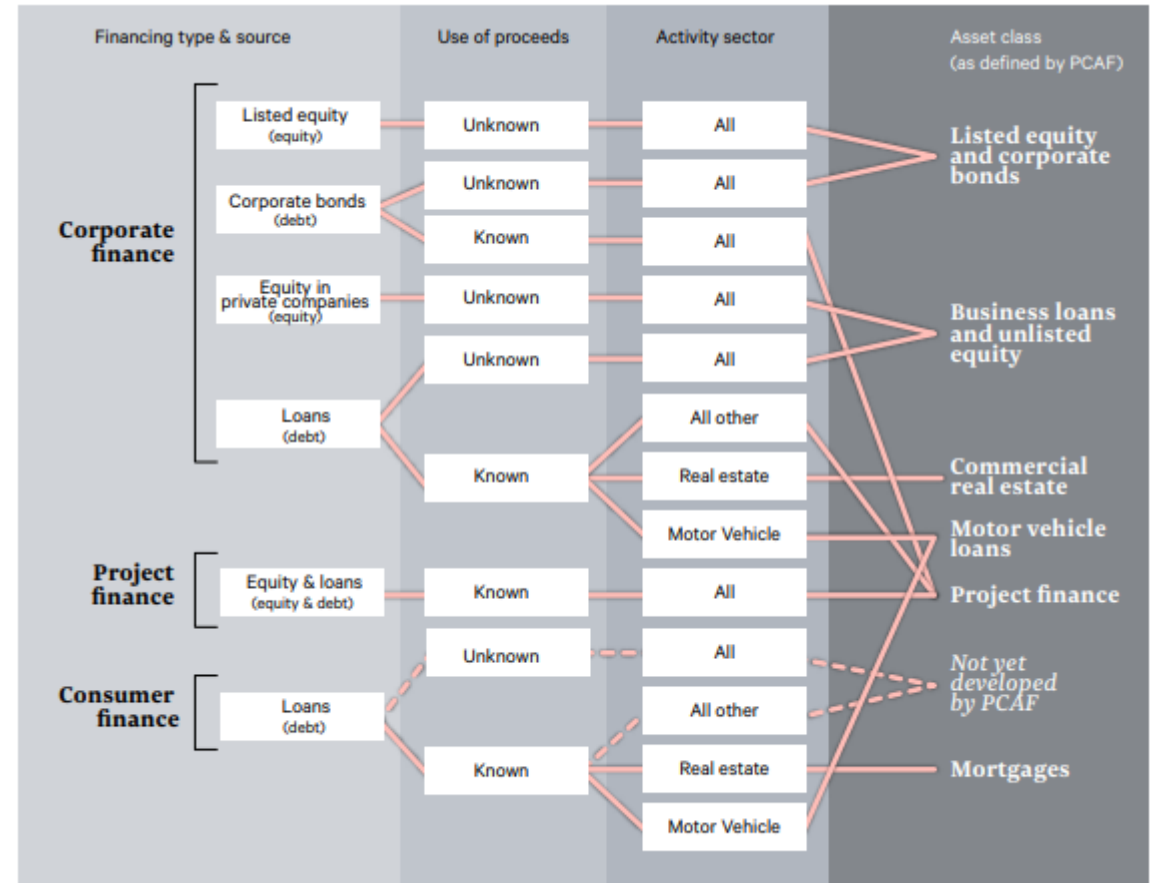 Financing type & source
Use of proceeds
Activity sector
Asset class
(as defined by PCAF)
Corporate
finance
Listed equity
(equity)
Unknown
All
Listed equity
and corporate
bonds
Corporate bonds
(debt)
Unknown
All
Known
All
Equity in
private companies
(equity)
Unknown
All
Business loans
and unlisted
equity
Loans
(debt)
Unknown
All
Known
All other
Real estate
Commercial
real estate
Motor Vehicle
Motor vehicle
loans
Project
finance
Equity & loans
(equity & debt)
Known
All
Project finance
Consumer
finance
Loans
(debt)
Unknown
All
Not yet
developed
by PCAF
Known
All other
Real estate
Mortgages
Motor Vehicle